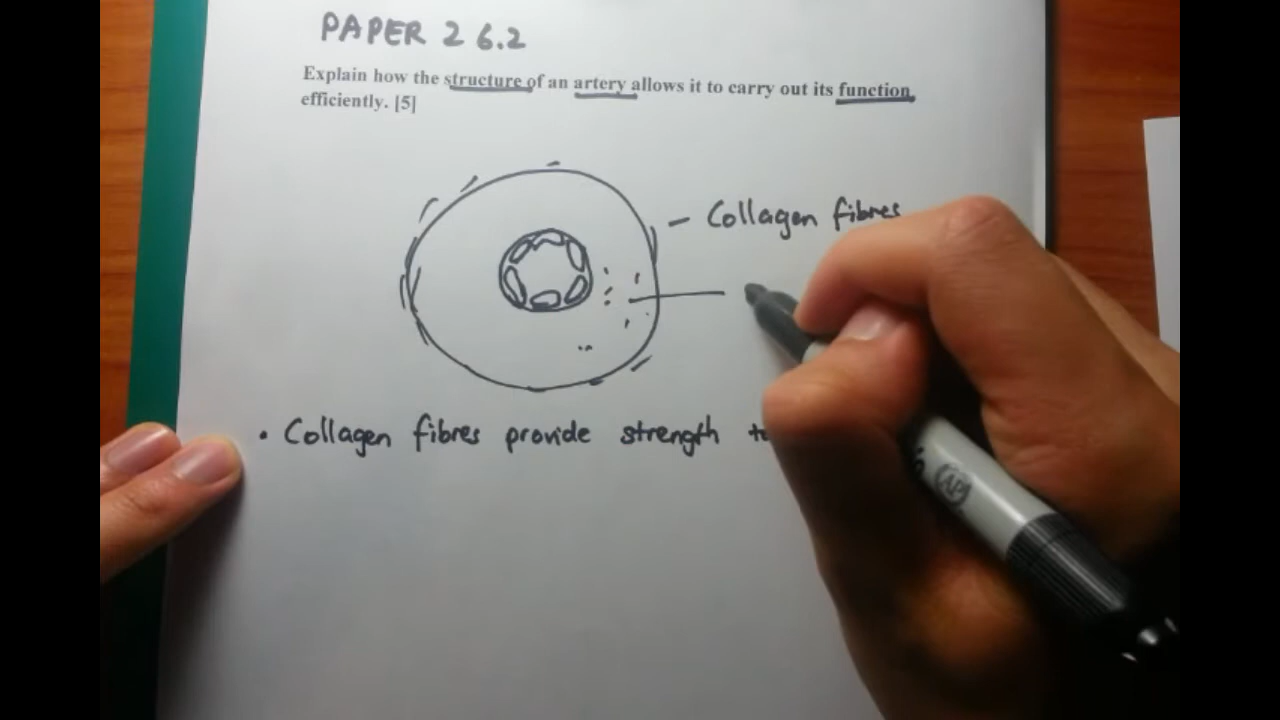 PAPER 2 6.2
Explain how the structure of an artery allows it to carry out its function
efficiently. [5]
- Collagen fibres
• Collagen fibres provide strength
AP